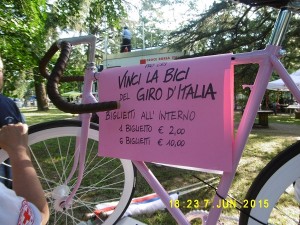 VINCI LA BICI
DEL GIRO D'ITALIA
BIGLIETTI ALL'INTERNO
1 BIGLIETTO € 2,00
6 BIGLIETTI € 10,00
18:23 7.JUN.2015